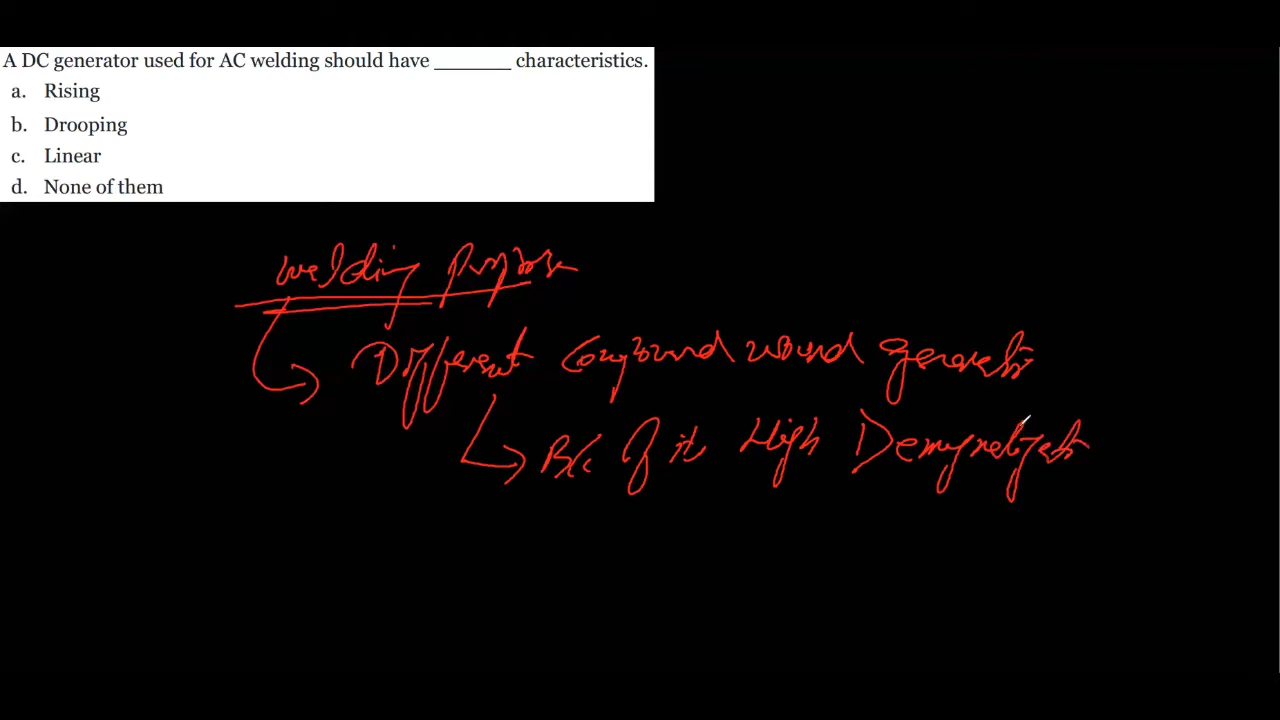 A DC generator used for AC welding should have _______ characteristics.
a. Rising
b. Drooping
c. Linear
d. None of them
welding purpose
Different compound wound generator
B/c of its High